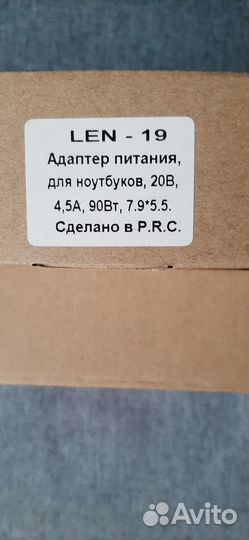 LEN - 19
Адаптер питания,
для ноутбуков, 20В,
4,5А, 90Вт, 7.9*5.5.
Сделано в P.R.C.
Avito